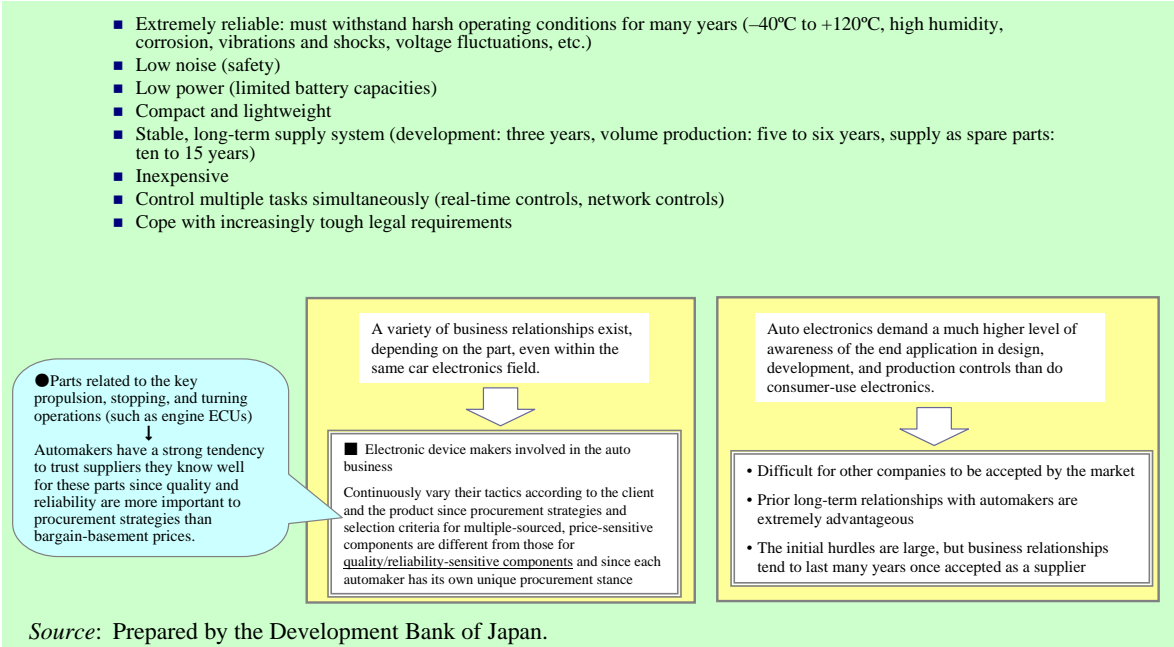 ■ Extremely reliable: must withstand harsh operating conditions for many years (–40ºC to +120ºC, high humidity,
corrosion, vibrations and shocks, voltage fluctuations, etc.)
■ Low noise (safety)
■ Low power (limited battery capacities)
■ Compact and lightweight
■ Stable, long-term supply system (development: three years, volume production: five to six years, supply as spare parts:
ten to 15 years)
■ Inexpensive
■ Control multiple tasks simultaneously (real-time controls, network controls)
■ Cope with increasingly tough legal requirements
●Parts related to the key
propulsion, stopping, and turning
operations (such as engine ECUs)
↓
Automakers have a strong tendency
to trust suppliers they know well
for these parts since quality and
reliability are more important to
procurement strategies than
bargain-basement prices.
A variety of business relationships exist,
depending on the part, even within the
same car electronics field.
■ Electronic device makers involved in the auto
business
Continuously vary their tactics according to the client
and the product since procurement strategies and
selection criteria for multiple-sourced, price-sensitive
components are different from those for
quality/reliability-sensitive components and since each
automaker has its own unique procurement stance
Auto electronics demand a much higher level of
awareness of the end application in design,
development, and production controls than do
consumer-use electronics.
• Difficult for other companies to be accepted by the market
• Prior long-term relationships with automakers are
extremely advantageous
• The initial hurdles are large, but business relationships
tend to last many years once accepted as a supplier
Source: Prepared by the Development Bank of Japan.